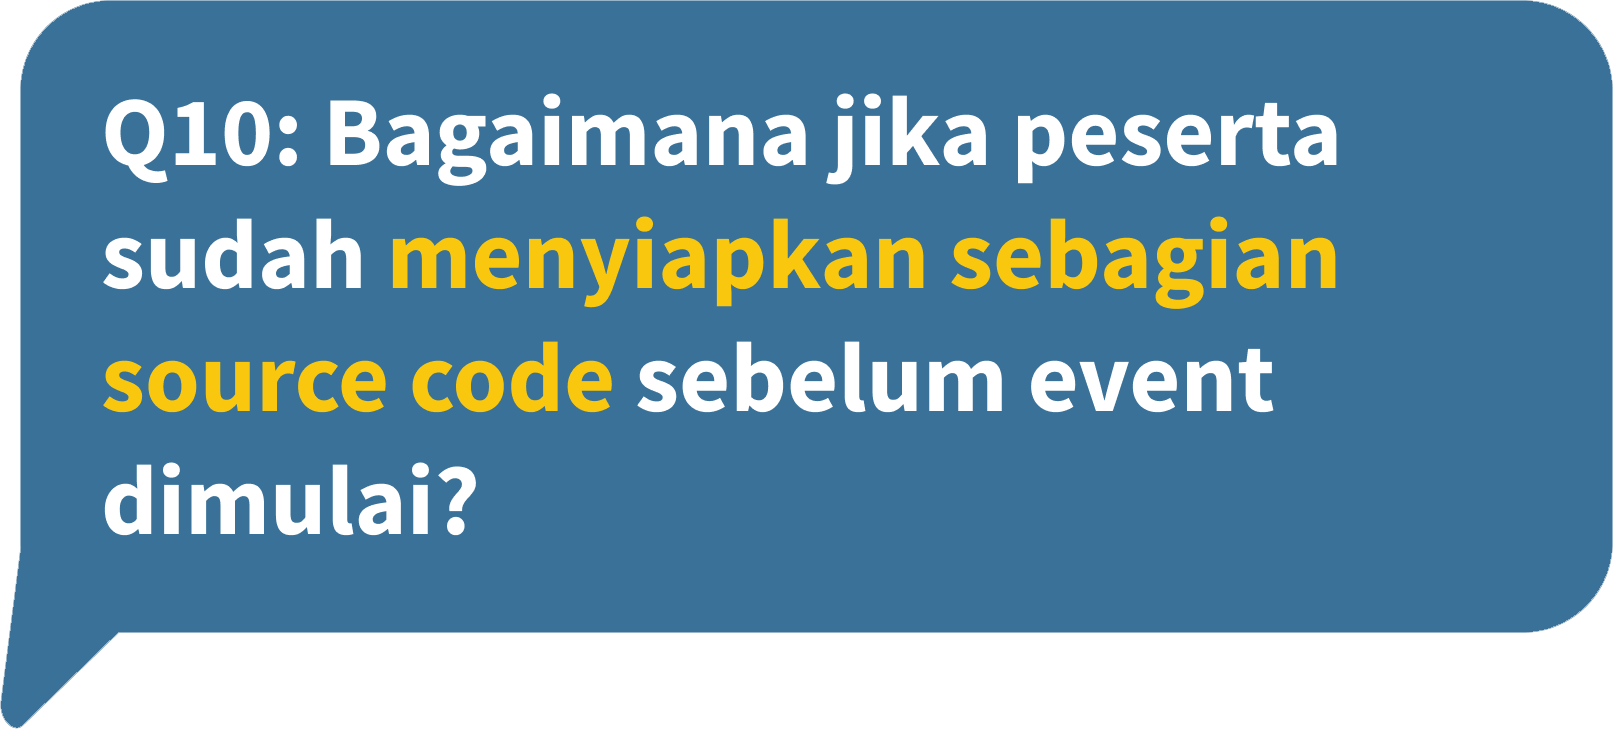 Q10: Bagaimana jika peserta
sudah menyiapkan sebagian
source code sebelum event
dimulai?